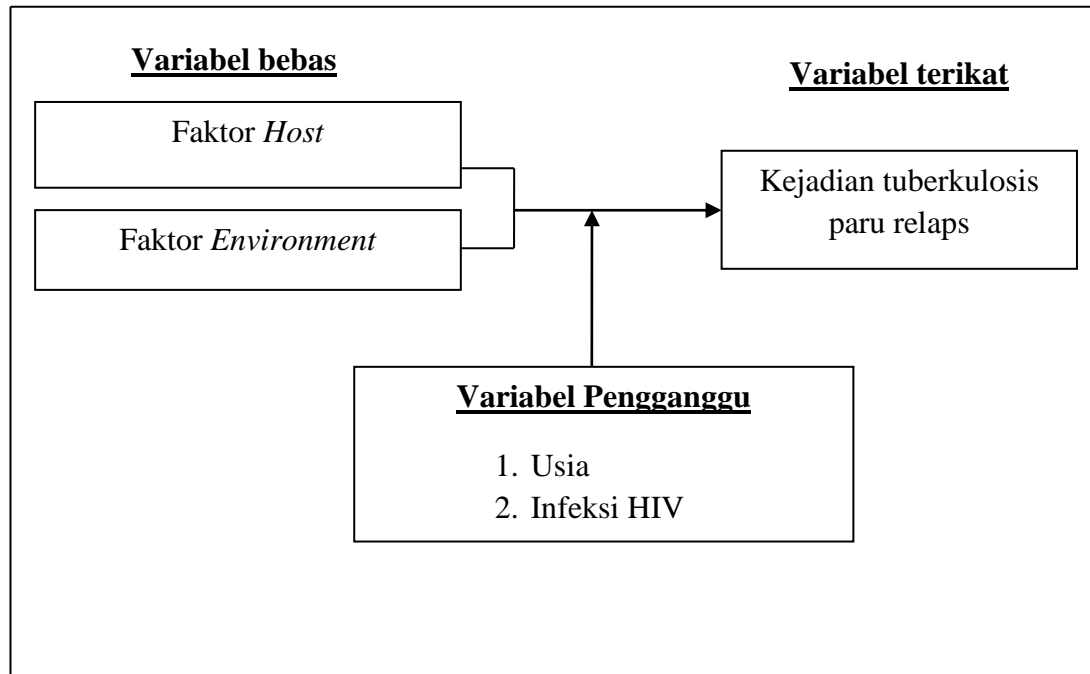 Variabel bebas
Variabel terikat
Faktor Host
Faktor Environment
Kejadian tuberkulosis
paru relaps
Variabel Pengganggu
1. Usia
2. Infeksi HIV